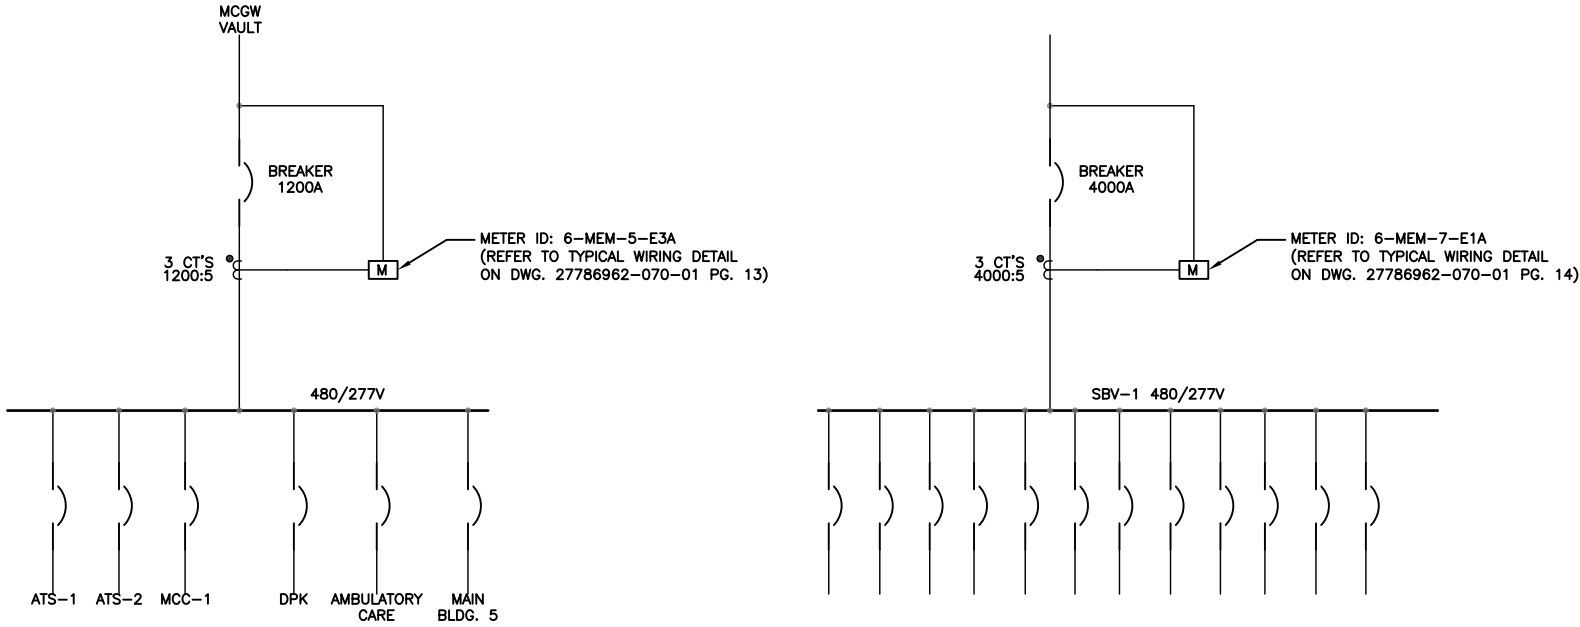 MCGW
VAULT
BREAKER
1200A
3 CT'S
1200:5
M
METER ID: 6-MEM-5-E3A
(REFER TO TYPICAL WIRING DETAIL
ON DWG. 27786962-070-01 PG. 13)
480/277V
ATS-1
ATS-2
MCC-1
DPK
AMBULATORY
CARE
MAIN
BLDG. 5
BREAKER
4000A
3 CT'S
4000:5
M
METER ID: 6-MEM-7-E1A
(REFER TO TYPICAL WIRING DETAIL
ON DWG. 27786962-070-01 PG. 14)
SBV-1 480/277V